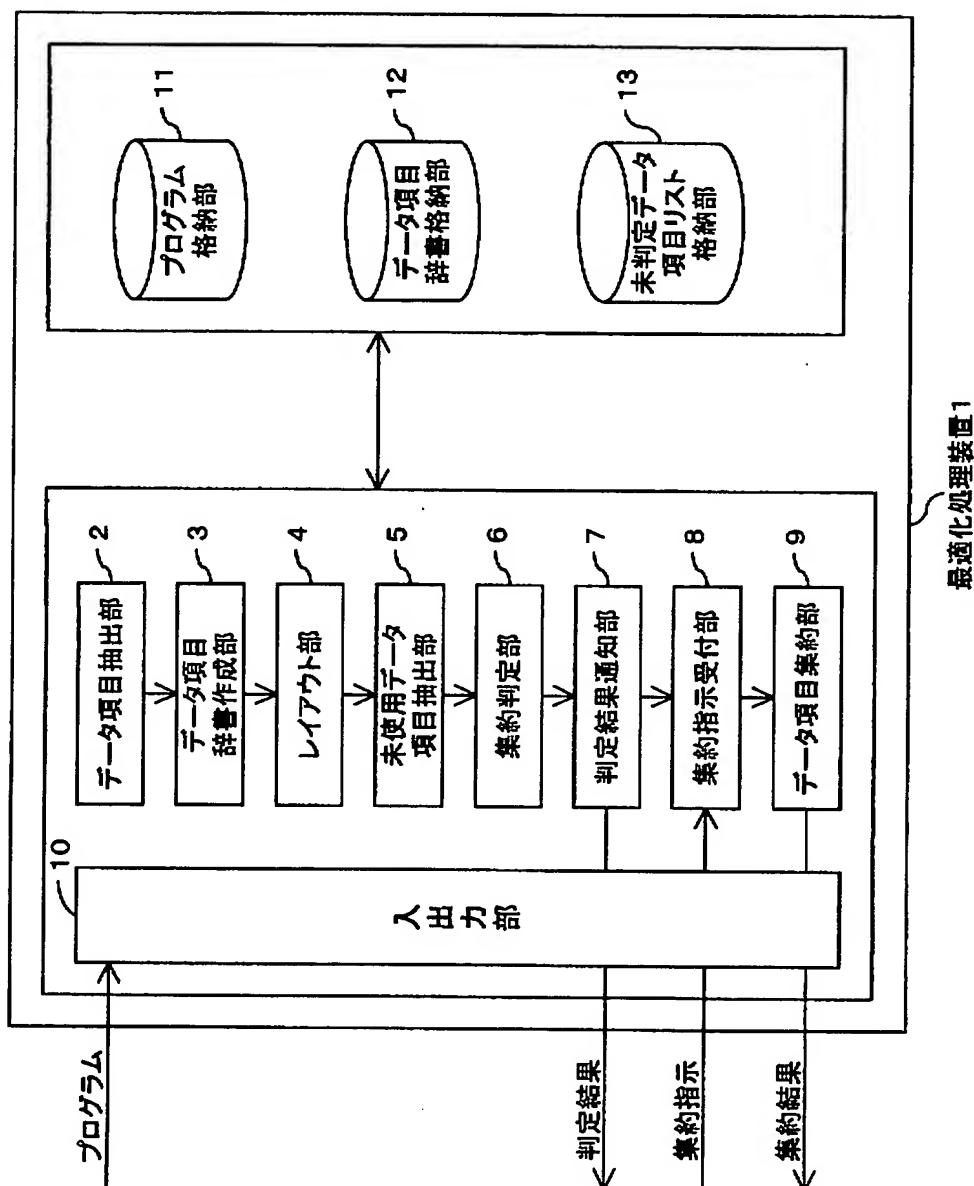 プログラム
判定結果
集約指示
集約結果
10
入出力部
データ項目抽出部
2
データ項目
辞書作成部
3
レイアウト部
4
未使用データ
項目抽出部
5
集約判定部
6
判定結果通知部
7
集約指示受付部
8
データ項目集約部
9
プログラム
格納部
11
データ項目
辞書格納部
12
未判定データ
項目リスト
格納部
13
最適化処理装置1